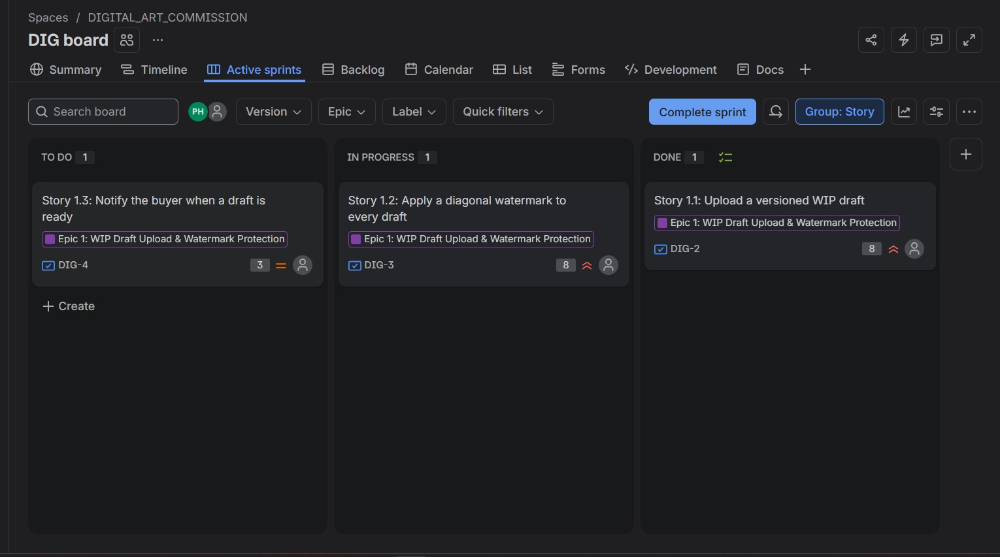 Spaces / DIGITAL_ART_COMMISSION
DIG board
Summary Timeline Active sprints Backlog Calendar List Forms Development Docs
Search board PH Version Epic Label Quick filters Complete sprint Group: Story
TO DO 1
Story 1.3: Notify the buyer when a draft is
ready
Epic 1: WIP Draft Upload & Watermark Protection
DIG-4 3
Create
IN PROGRESS 1
Story 1.2: Apply a diagonal watermark to
every draft
Epic 1: WIP Draft Upload & Watermark Protection
DIG-3 8
DONE 1
Story 1.1: Upload a versioned WIP draft
Epic 1: WIP Draft Upload & Watermark Protection
DIG-2 8